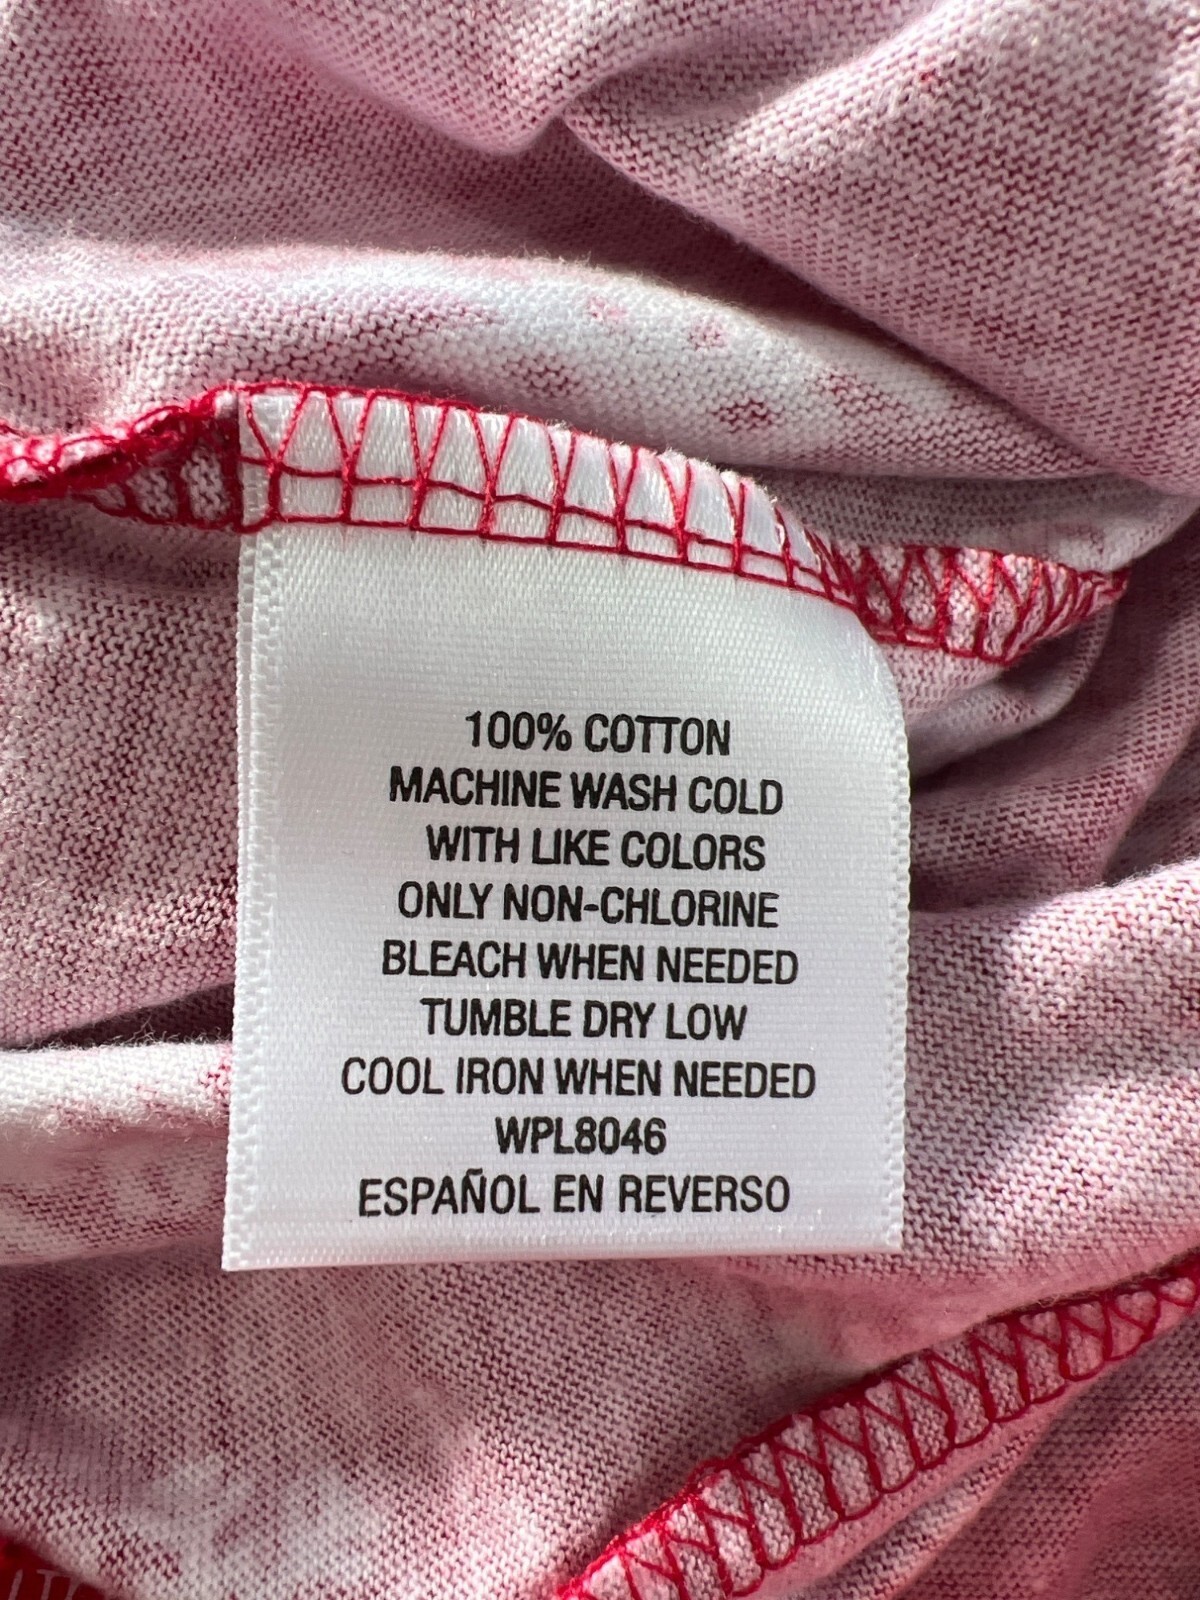 100% COTTON
MACHINE WASH COLD
WITH LIKE COLORS
ONLY NON-CHLORINE
BLEACH WHEN NEEDED
TUMBLE DRY LOW
COOL IRON WHEN NEEDED
WPL8046
ESPAÑOL EN REVERSO